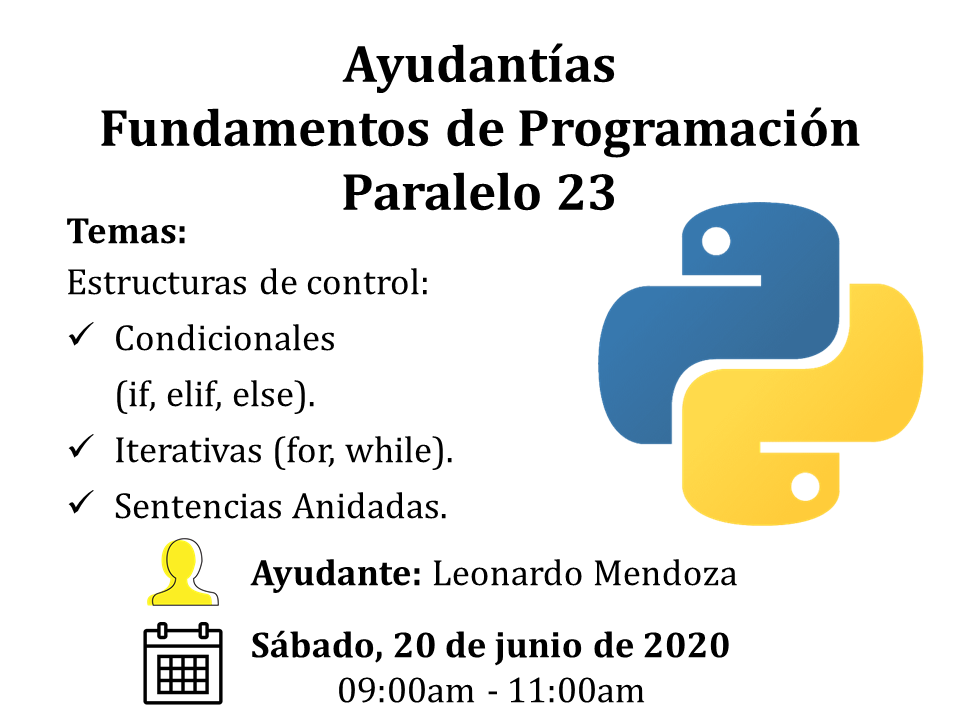 Ayudantías
Fundamentos de Programación
Paralelo 23
Temas:
Estructuras de control:
✓ Condicionales
(if, elif, else).
✓ Iterativas (for, while).
✓ Sentencias Anidadas.
Ayudante: Leonardo Mendoza
Sábado, 20 de junio de 2020
09:00am - 11:00am